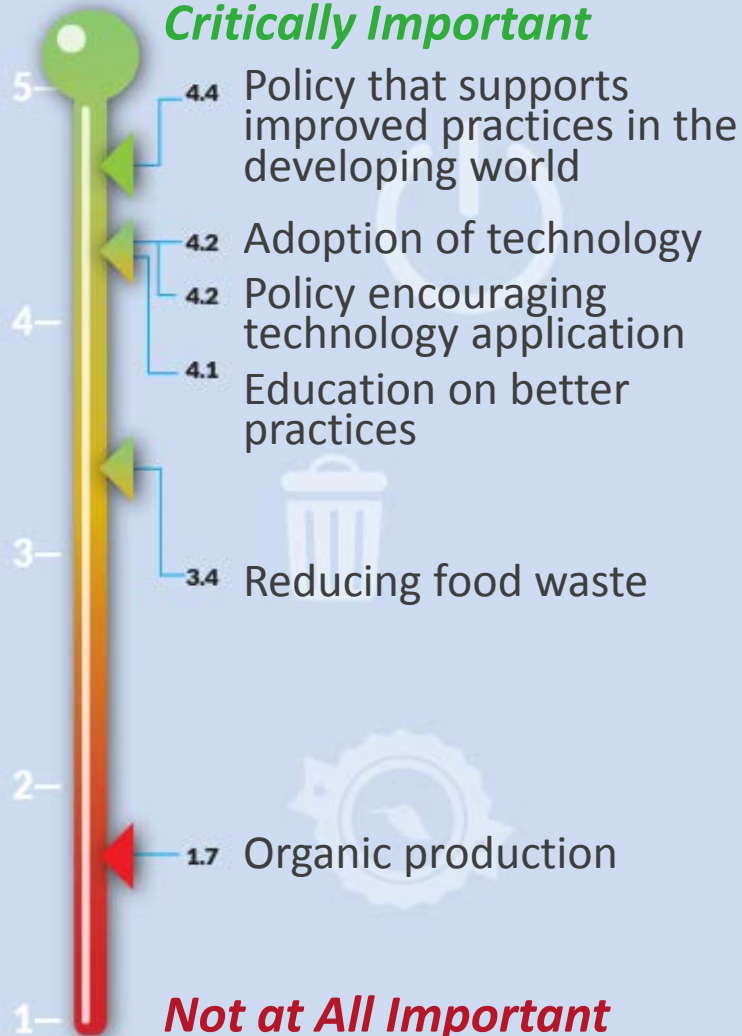 Critically Important
5
4.4 Policy that supports
improved practices in the
developing world
4.2 Adoption of technology
4.2 Policy encouraging
technology application
4
4.1 Education on better
practices
3
3.4 Reducing food waste
2
1.7 Organic production
1
Not at All Important